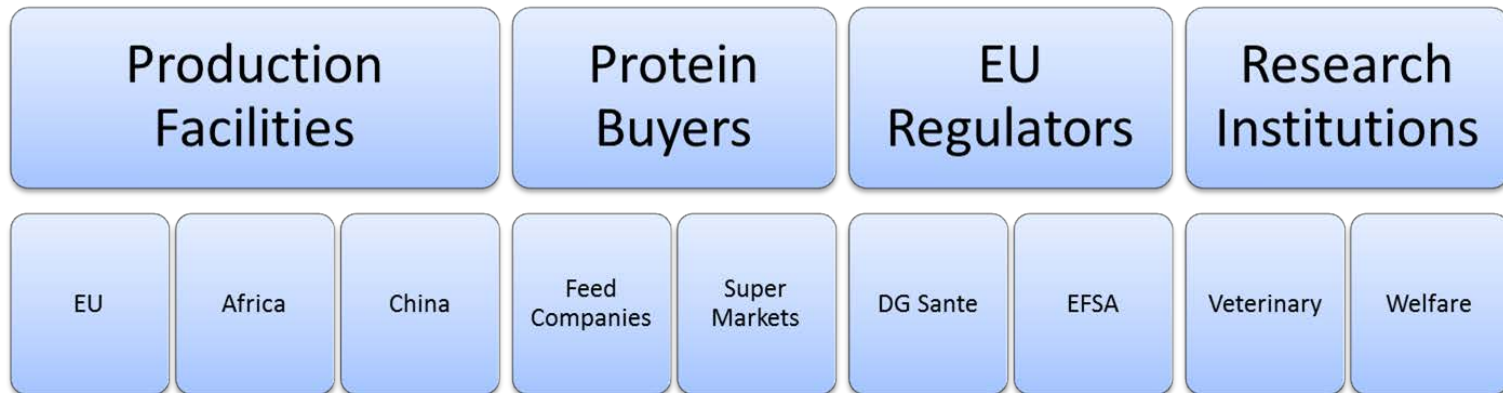 Production
Facilities
Protein
Buyers
EU
Regulators
Research
Institutions
EU
Africa
China
Feed
Companies
Super
Markets
DG Sante
EFSA
Veterinary
Welfare